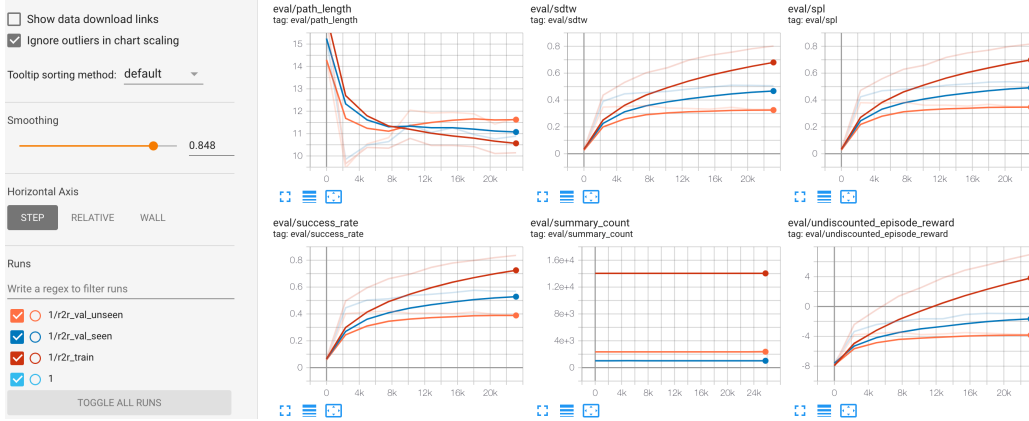 Show data download links
Ignore outliers in chart scaling
Tooltip sorting method: default
Smoothing
0.848
Horizontal Axis
STEP RELATIVE WALL
Runs
Write a regex to filter runs
1/r2r_val_unseen
1/r2r_val_seen
1/r2r_train
1
TOGGLE ALL RUNS
eval/path_length
tag: eval/path_length
15
14
13
12
11
10
0 4k 8k 12k 16k 20k
eval/sdtw
tag: eval/sdtw
0.8
0.6
0.4
0.2
0
0 4k 8k 12k 16k 20k
eval/spl
tag: eval/spl
0.8
0.6
0.4
0.2
0
0 4k 8k 12k 16k 20k
eval/success_rate
tag: eval/success_rate
0.8
0.6
0.4
0.2
0
0 4k 8k 12k 16k 20k
eval/summary_count
tag: eval/summary_count
1.6e+4
1.2e+4
8e+3
4e+3
0
0 4k 8k 12k 16k 20k 24k
eval/undiscounted_episode_reward
tag: eval/undiscounted_episode_reward
4
0
-4
-8
0 4k 8k 12k 16k 20k